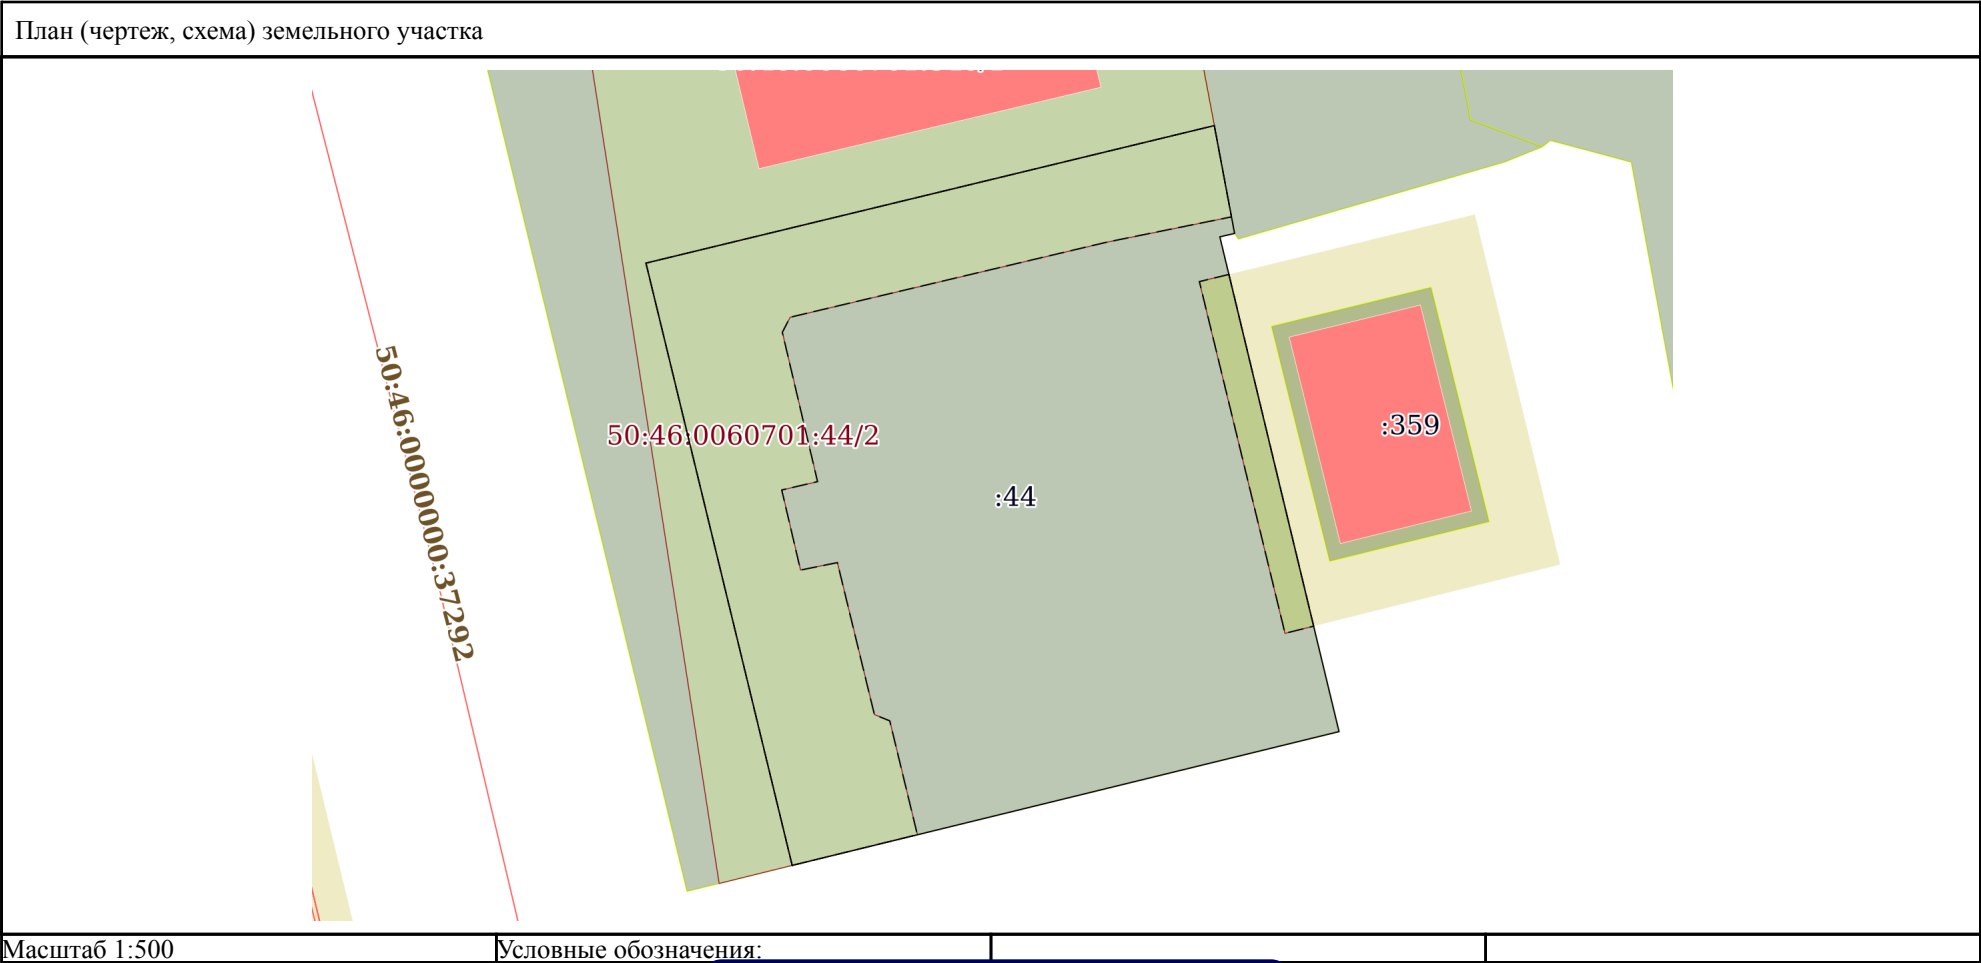 План (чертеж, схема) земельного участка
50:46:0000000:37292
50:46:0060701:44/2
:359
:44
Масштаб 1:500
Условные обозначения: